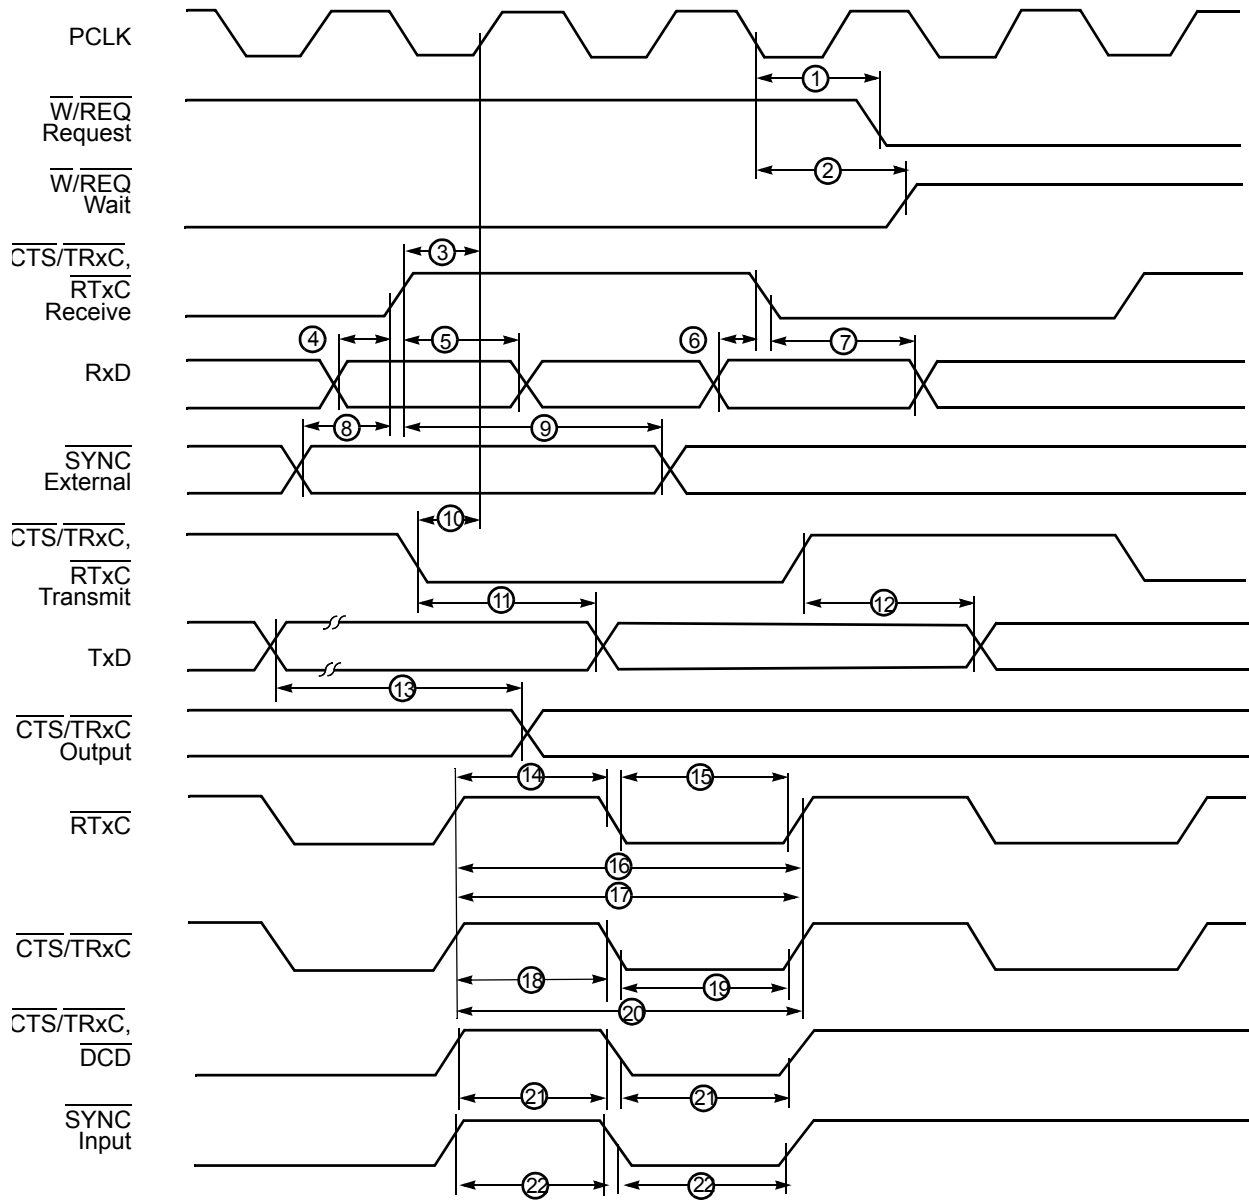 PCLK
1
W/REQ
Request
2
W/REQ
Wait
3
CTS/TRxC,
RTxC
Receive
4
5
6
7
RxD
8
9
SYNC
External
10
CTS/TRxC,
RTxC
Transmit
11
12
TxD
13
CTS/TRxC
Output
14
15
RTxC
16
17
CTS/TRxC
18
19
20
CTS/TRxC,
DCD
21
21
SYNC
Input
22
22